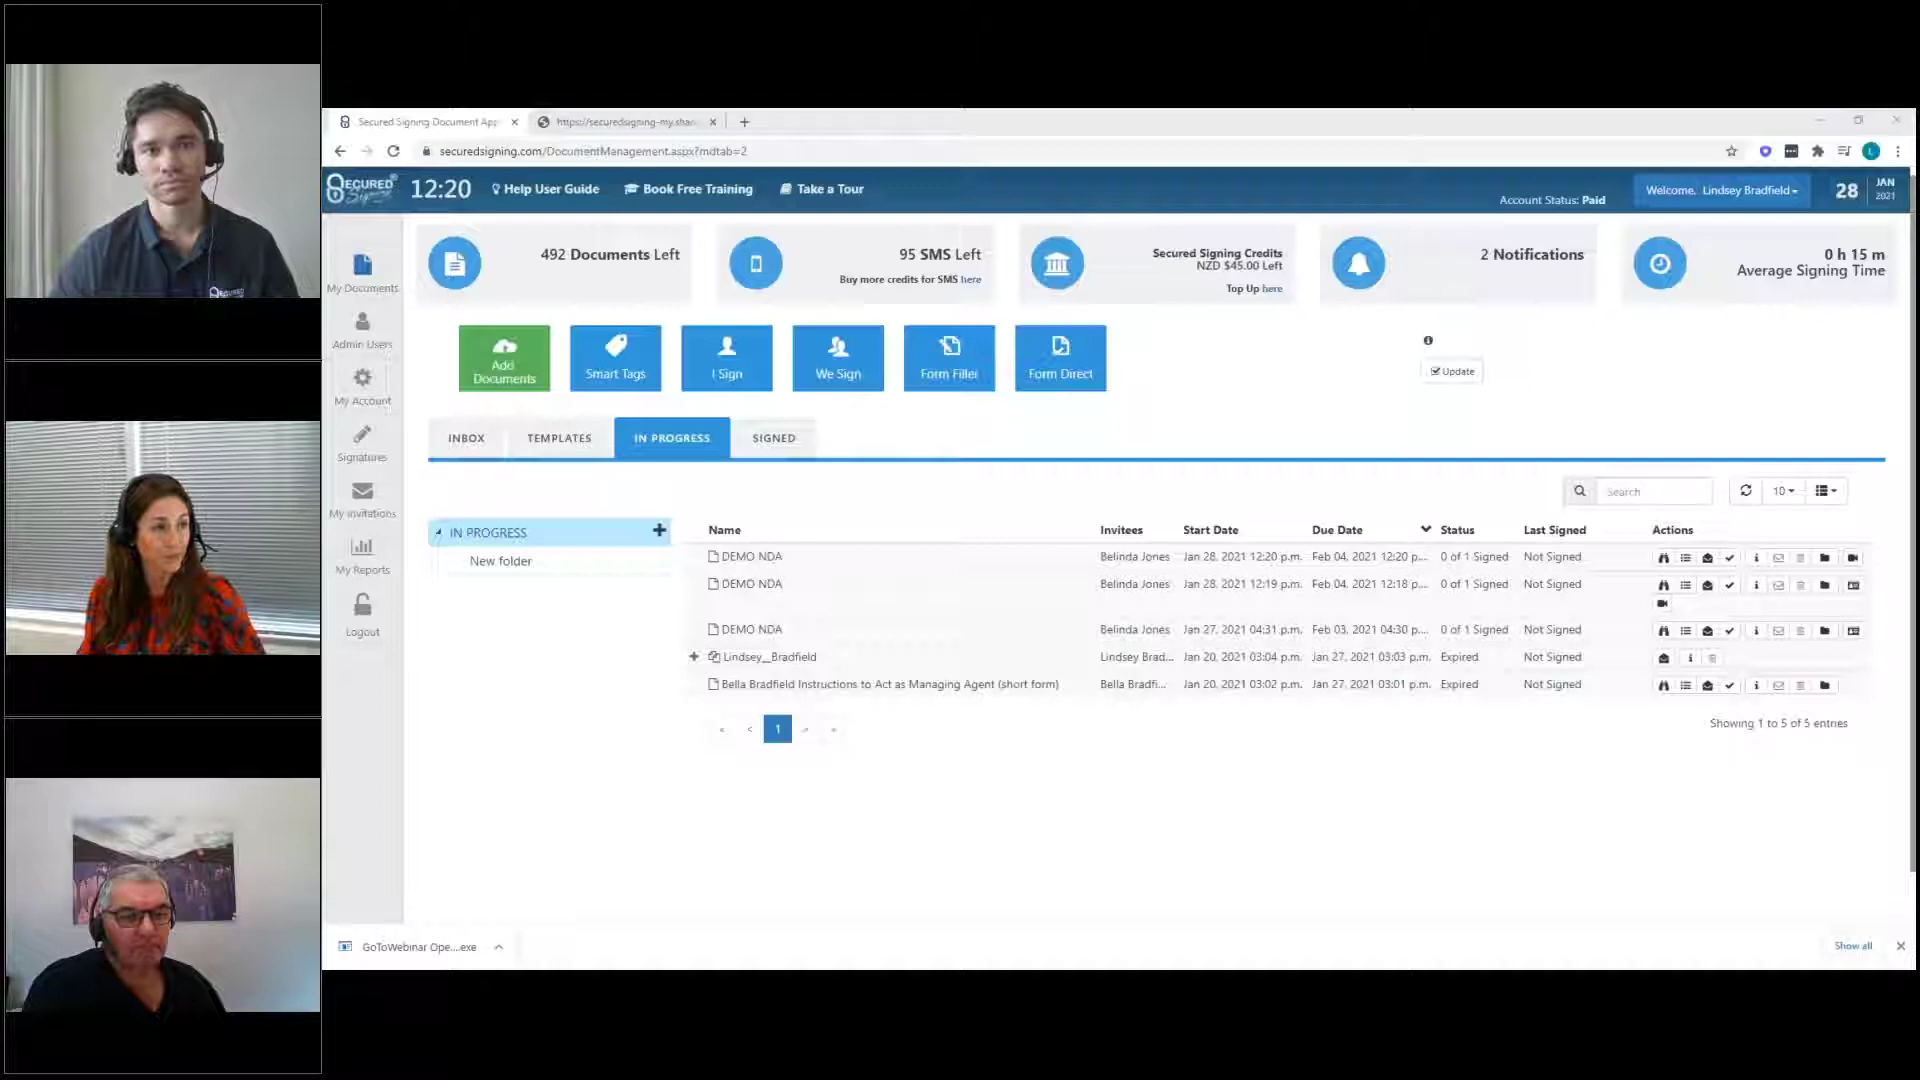 Secured Signing Document App
https://securedsigning-my.shar
securedsigning.com/DocumentManagement.aspx?mdtab=2
SECURED Signing
12:20
Help User Guide
Book Free Training
Take a Tour
Account Status: Paid
Welcome, Lindsey Bradfield
28 JAN 2021
492 Documents Left
95 SMS Left
Buy more credits for SMS here
Secured Signing Credits
NZD $45.00 Left
Top Up here
2 Notifications
0 h 15 m
Average Signing Time
My Documents
Admin Users
My Account
Signatures
My Invitations
My Reports
Logout
Add Documents
Smart Tags
I Sign
We Sign
Form Filler
Form Direct
Update
INBOX TEMPLATES IN PROGRESS SIGNED
Search
10
IN PROGRESS
New folder
Name Invitees Start Date Due Date Status Last Signed Actions
DEMO NDA Belinda Jones Jan 28, 2021 12:20 p.m. Feb 04, 2021 12:20 p... 0 of 1 Signed Not Signed
DEMO NDA Belinda Jones Jan 28, 2021 12:19 p.m. Feb 04, 2021 12:18 p... 0 of 1 Signed Not Signed
DEMO NDA Belinda Jones Jan 27, 2021 04:31 p.m. Feb 03, 2021 04:30 p... 0 of 1 Signed Not Signed
Lindsey__Bradfield Lindsey Brad... Jan 20, 2021 03:04 p.m. Jan 27, 2021 03:03 p.m. Expired Not Signed
Bella Bradfield Instructions to Act as Managing Agent (short form) Bella Bradfi... Jan 20, 2021 03:02 p.m. Jan 27, 2021 03:01 p.m. Expired Not Signed
« < 1 > »
Showing 1 to 5 of 5 entries
GoToWebinar Ope....exe
Show all